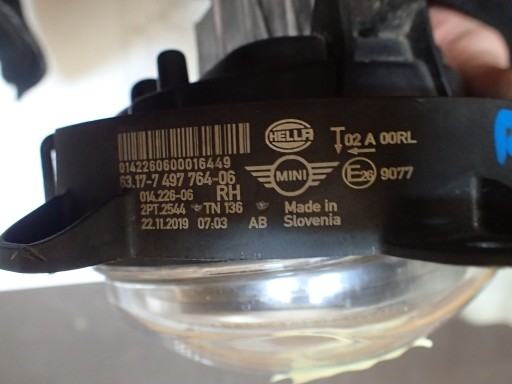 HELLA
0142260600016449
63.17-7 497 764-06
014.226-06 RH
2PT.2544 TN 136
22.11.2019 07:03 AB
MINI
Made in
Slovenia
02 A 00RL
E26 9077